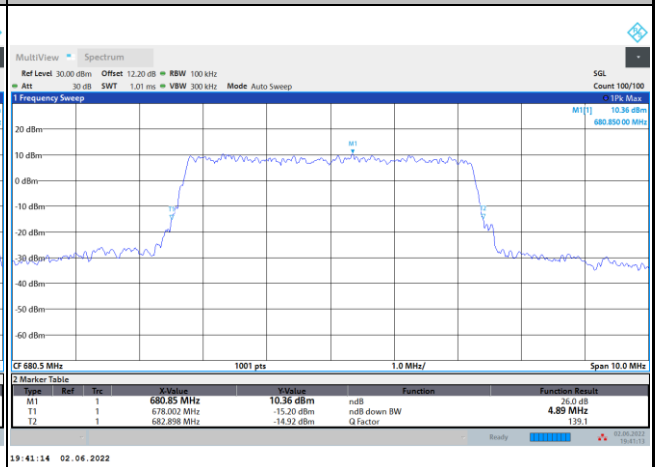 MultiView Spectrum
Ref Level 30.00 dBm Offset 12.20 dB RBW 100 kHz SGL
Att 30 dB SWT 1.01 ms VBW 300 kHz Mode Auto Sweep Count 100/100
1 Frequency Sweep 1Pk Max
M1[1] 10.36 dBm
680.850 00 MHz
M1
20 dBm
10 dBm
0 dBm
-10 dBm
-20 dBm
-30 dBm
-40 dBm
-50 dBm
-60 dBm
CF 680.5 MHz 1001 pts 1.0 MHz/ Span 10.0 MHz
2 Marker Table
Type Ref Trc X-Value Y-Value Function Function Result
M1 1 680.85 MHz 10.36 dBm ndB 26.0 dB
T1 1 678.002 MHz -15.20 dBm ndB down BW 4.89 MHz
T2 1 682.898 MHz -14.92 dBm Q Factor 139.1
Ready 02.06.2022
19:41:13
19:41:14 02.06.2022